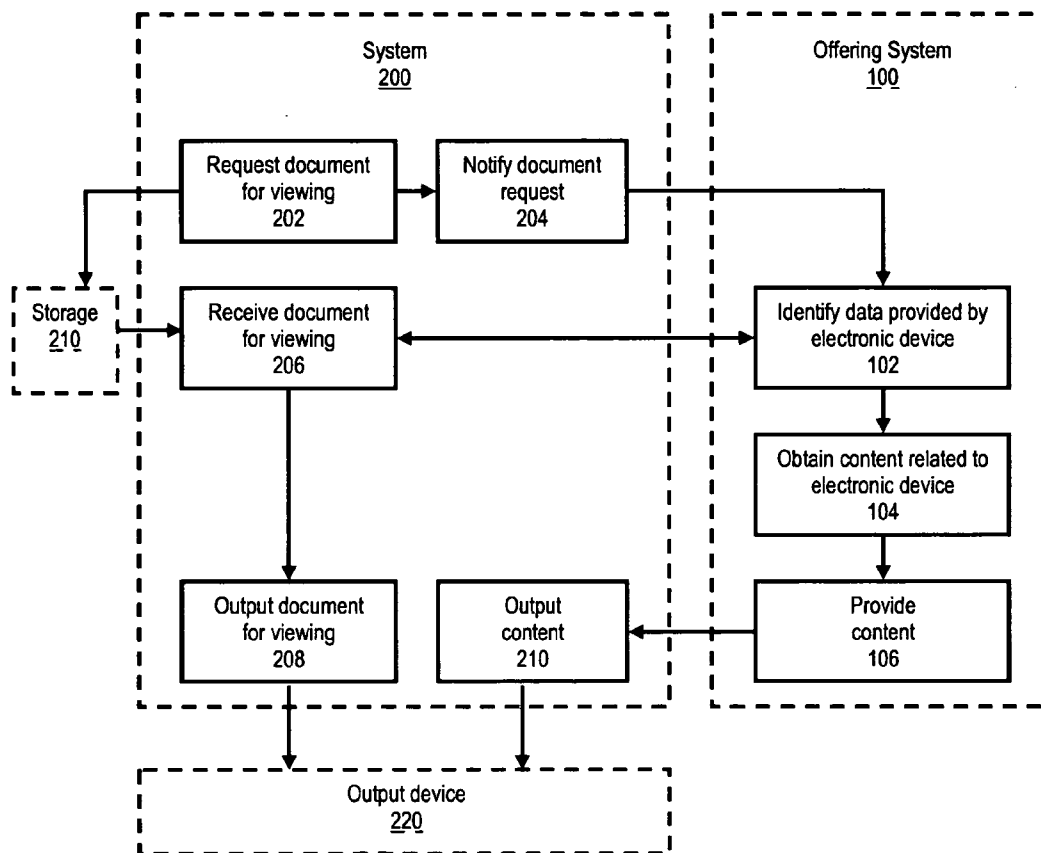 System
200
Offering System
100
Request document
for viewing
202
Notify document
request
204
Storage
210
Receive document
for viewing
206
Identify data provided by
electronic device
102
Obtain content related to
electronic device
104
Output document
for viewing
208
Output
content
210
Provide
content
106
Output device
220